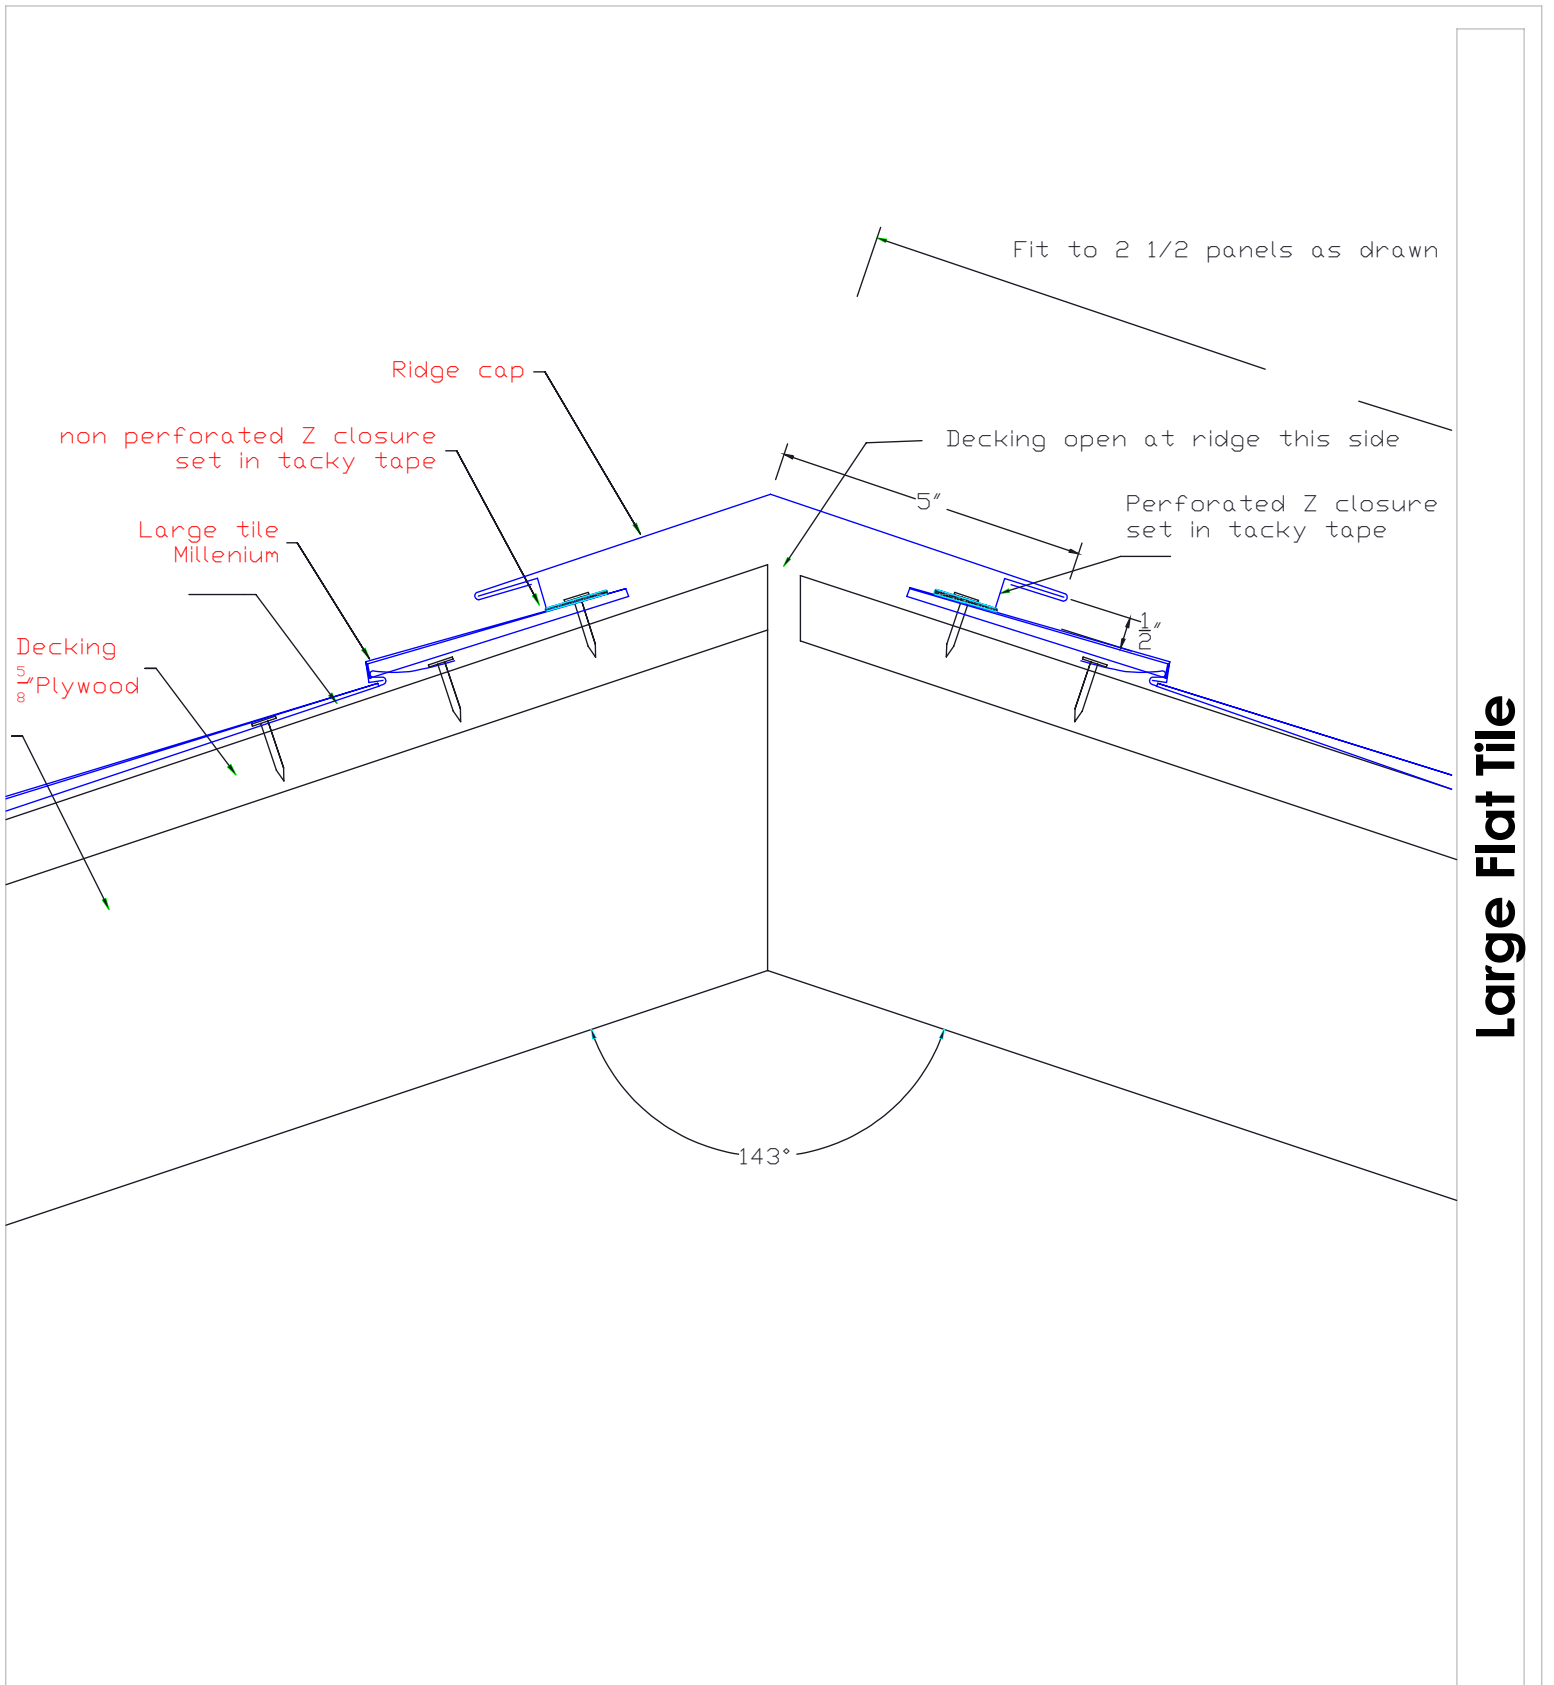 Fit to 2 1/2 panels as drawn
Ridge cap
non perforated Z closure
set in tacky tape
Decking open at ridge this side
5"
Perforated Z closure
set in tacky tape
Large tile
Millenium
1/2"
Decking
5/8"Plywood
143°
Large Flat Tile